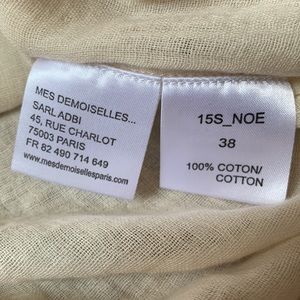 MES DEMOISELLES...
SARL ADBI
45, RUE CHARLOT
75003 PARIS
FR 82 490 714 649
www.mesdemoisellesparis.com
15S_NOE
38
100% COTON/
COTTON